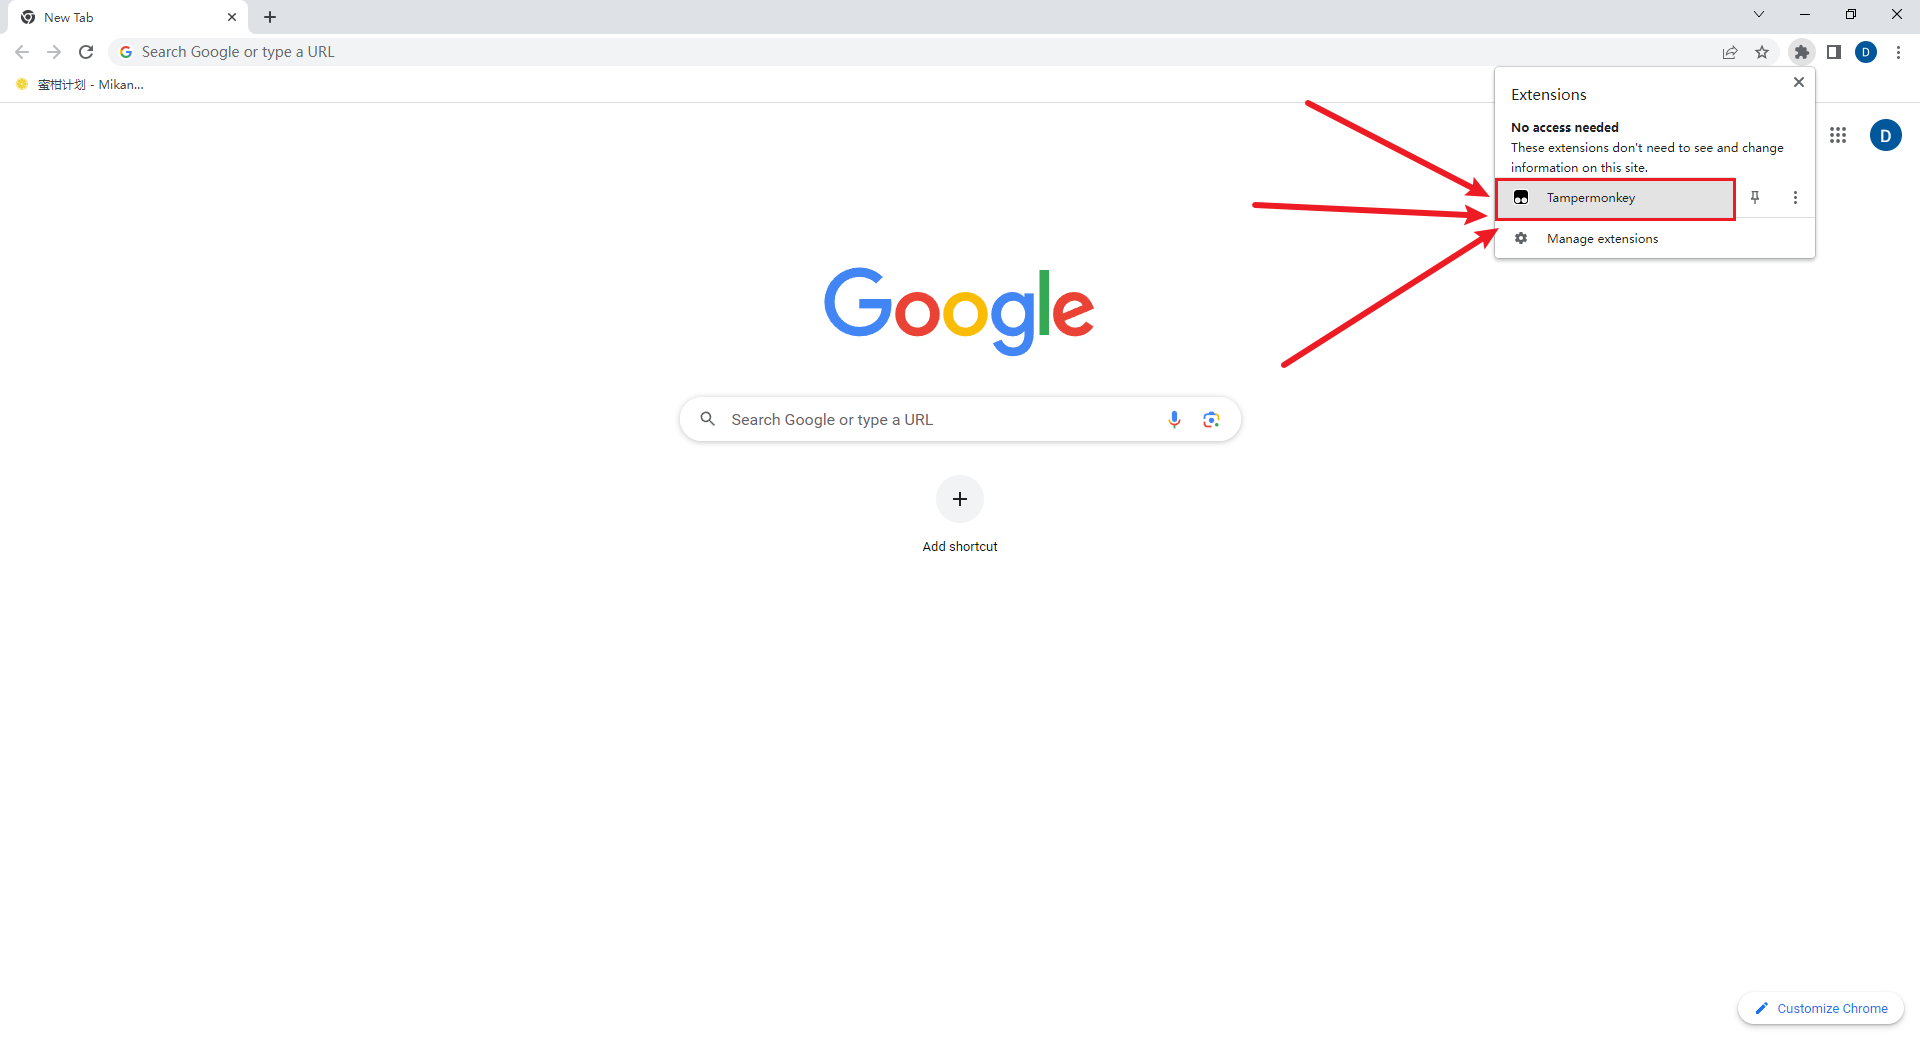 New Tab
Search Google or type a URL
D
蜜柑计划 - Mikan...
Extensions
No access needed
These extensions don't need to see and change
information on this site.
Tampermonkey
Manage extensions
D
Google
Search Google or type a URL
Add shortcut
Customize Chrome